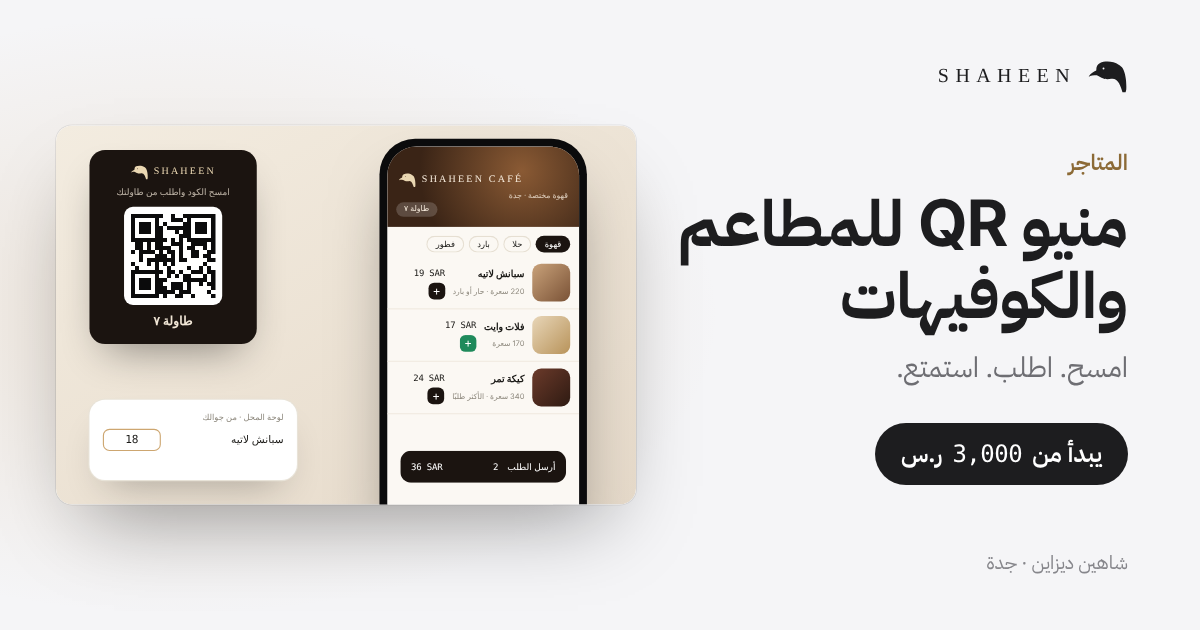 SHAHEEN
المتاجر
منيو QR للمطاعم
والكوفيهات
امسح. اطلب. استمتع.
يبدأ من 3,000 ر.س
شاهين ديزاين · جدة
SHAHEEN CAFÉ
قهوة مختصة · جدة
طاولة ٧
قهوة
حلا
بارد
فطور
سبانش لاتيه 19 SAR
220 سعرة · حار أو بارد +
فلات وايت 17 SAR
170 سعرة +
كيكة تمر 24 SAR
340 سعرة · الأكثر طلبًا +
أرسل الطلب 2 36 SAR
SHAHEEN
امسح الكود واطلب من طاولتك
طاولة ٧
لوحة المحل · من جوالك
سبانش لاتيه 18